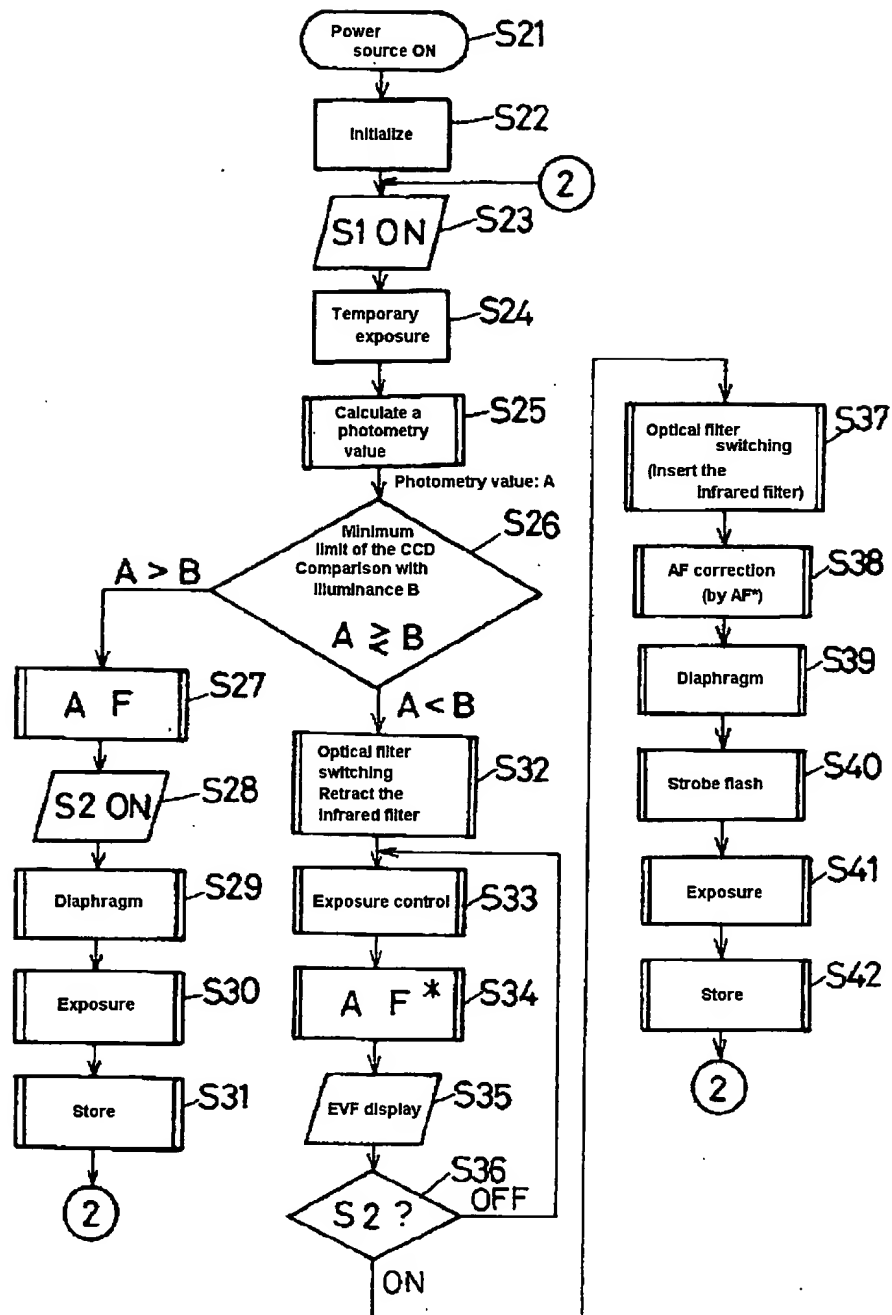 Power
source ON
S21
Initialize
S22
2
S1 ON
S23
Temporary
exposure
S24
Calculate a
photometry
value
S25
Photometry value: A
Minimum
limit of the CCD
Comparison with
illuminance B
A ≷ B
S26
A > B
A < B
A F
S27
S2 ON
S28
Diaphragm
S29
Exposure
S30
Store
S31
2
Optical filter
switching
Retract the
infrared filter
S32
Exposure control
S33
A F *
S34
EVF display
S35
S2 ?
S36
OFF
ON
Optical filter
switching
(Insert the
infrared filter)
S37
AF correction
(by AF*)
S38
Diaphragm
S39
Strobe flash
S40
Exposure
S41
Store
S42
2